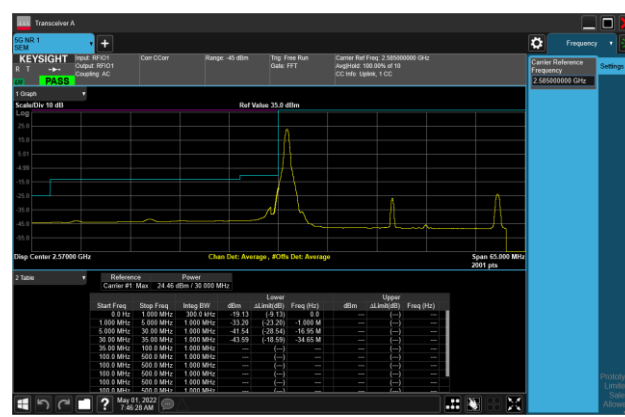 Transceiver A
5G NR 1
SEM
Frequency
KEYSIGHT
R T
PASS
Input: RFIO1
Output: RFIO1
Coupling: AC
Corr CCorr
Range: -45 dBm
Trig: Free Run
Gate: FFT
Carrier Ref Freq: 2.585000000 GHz
Avg|Hold: 100.00% of 10
CC Info: Uplink, 1 CC
Carrier Reference
Frequency
2.585000000 GHz
Settings
1 Graph
Scale/Div 10 dB
Ref Value 35.0 dBm
Log
25.0
15.0
5.01
-4.99
-15.0
-25.0
-35.0
-45.0
-55.0
Disp Center 2.57000 GHz
Chan Det: Average , #Offs Det: Average
Span 65.000 MHz
2001 pts
2 Table
Reference Power
Carrier #1 Max 24.46 dBm / 30.000 MHz
Lower Upper
Start Freq Stop Freq Integ BW dBm ΔLimit(dB) Freq (Hz) dBm ΔLimit(dB) Freq (Hz)
0.0 Hz 1.000 MHz 300.0 kHz -19.13 (-9.13) 0.0 --- (---) ---
1.000 MHz 5.000 MHz 1.000 MHz -33.20 (-23.20) -1.000 M --- (---) ---
5.000 MHz 30.00 MHz 1.000 MHz -41.54 (-28.54) -16.95 M --- (---) ---
30.00 MHz 35.00 MHz 1.000 MHz -43.59 (-18.59) -34.65 M --- (---) ---
35.00 MHz 100.0 MHz 1.000 MHz --- (---) --- --- (---) ---
100.0 MHz 500.0 MHz 1.000 MHz --- (---) --- --- (---) ---
100.0 MHz 500.0 MHz 1.000 MHz --- (---) --- --- (---) ---
100.0 MHz 500.0 MHz 1.000 MHz --- (---) --- --- (---) ---
100.0 MHz 500.0 MHz 1.000 MHz --- (---) --- --- (---) ---
Prototy
Limite
Sale
Allowe
?
May 01, 2022
7:46:28 AM